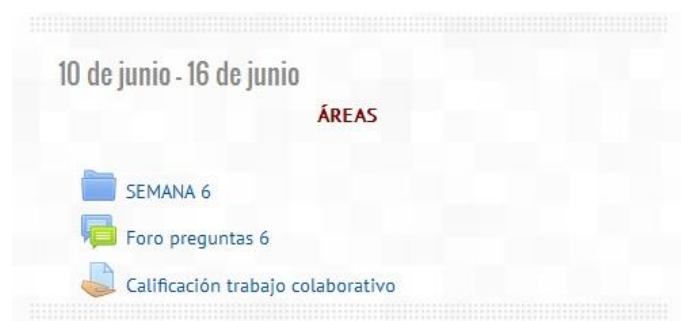 10 de junio - 16 de junio
ÁREAS
SEMANA 6
Foro preguntas 6
Calificación trabajo colaborativo